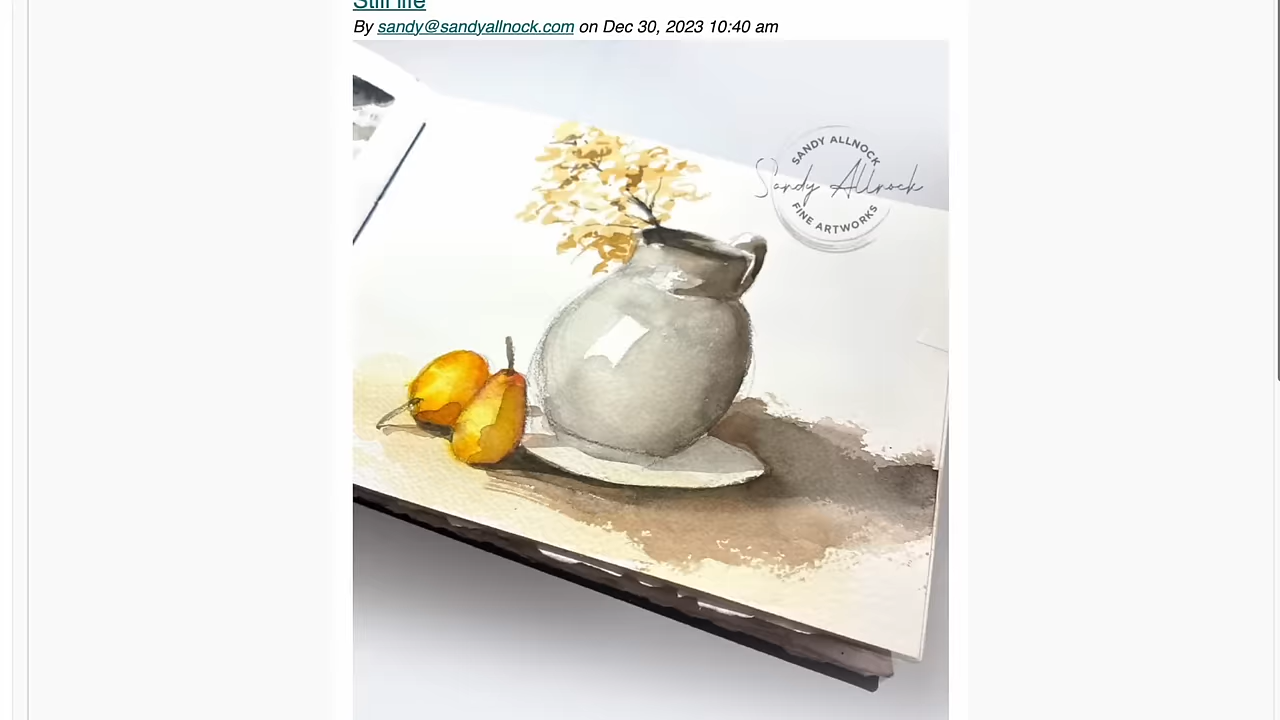 Still life
By sandy@sandyallnock.com on Dec 30, 2023 10:40 am
SANDY ALLNOCK
Sandy Allnock
FINE ARTWORKS